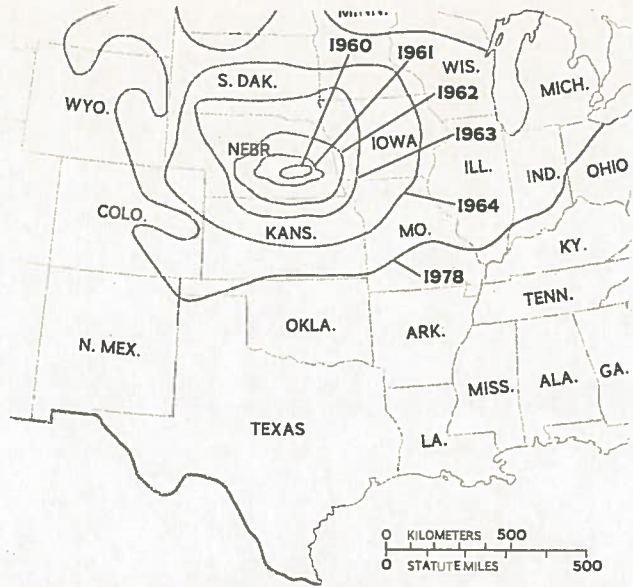 MINN.
1960
1961
S. DAK.
WIS.
WYO.
1962
MICH.
NEBR
IOWA
1963
ILL.
IND.
OHIO
COLO.
1964
KANS.
MO.
KY.
1978
TENN.
OKLA.
ARK.
N. MEX.
MISS.
ALA.
GA.
TEXAS
LA.
0 KILOMETERS 500
0 STATUTE MILES 500